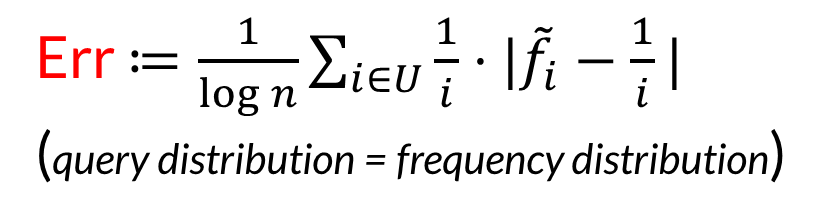 Err ≔ 1/log n ∑_{i∈U} 1/i · |f̃_i − 1/i|
(query distribution = frequency distribution)